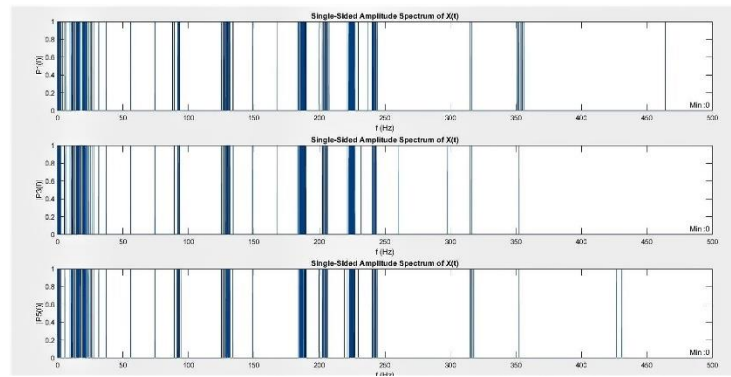 Single-Sided Amplitude Spectrum of X(t)
1
0.8
0.6
0.4
0.2
0
|P1(f)|
Min :0
0 50 100 150 200 250 300 350 400 450 500
f (Hz)
Single-Sided Amplitude Spectrum of X(t)
1
0.8
0.6
0.4
0.2
0
|P3(f)|
Min :0
0 50 100 150 200 250 300 350 400 450 500
f (Hz)
Single-Sided Amplitude Spectrum of X(t)
1
0.8
0.6
0.4
0.2
0
|P5(f)|
Min :0
0 50 100 150 200 250 300 350 400 450 500
f (Hz)